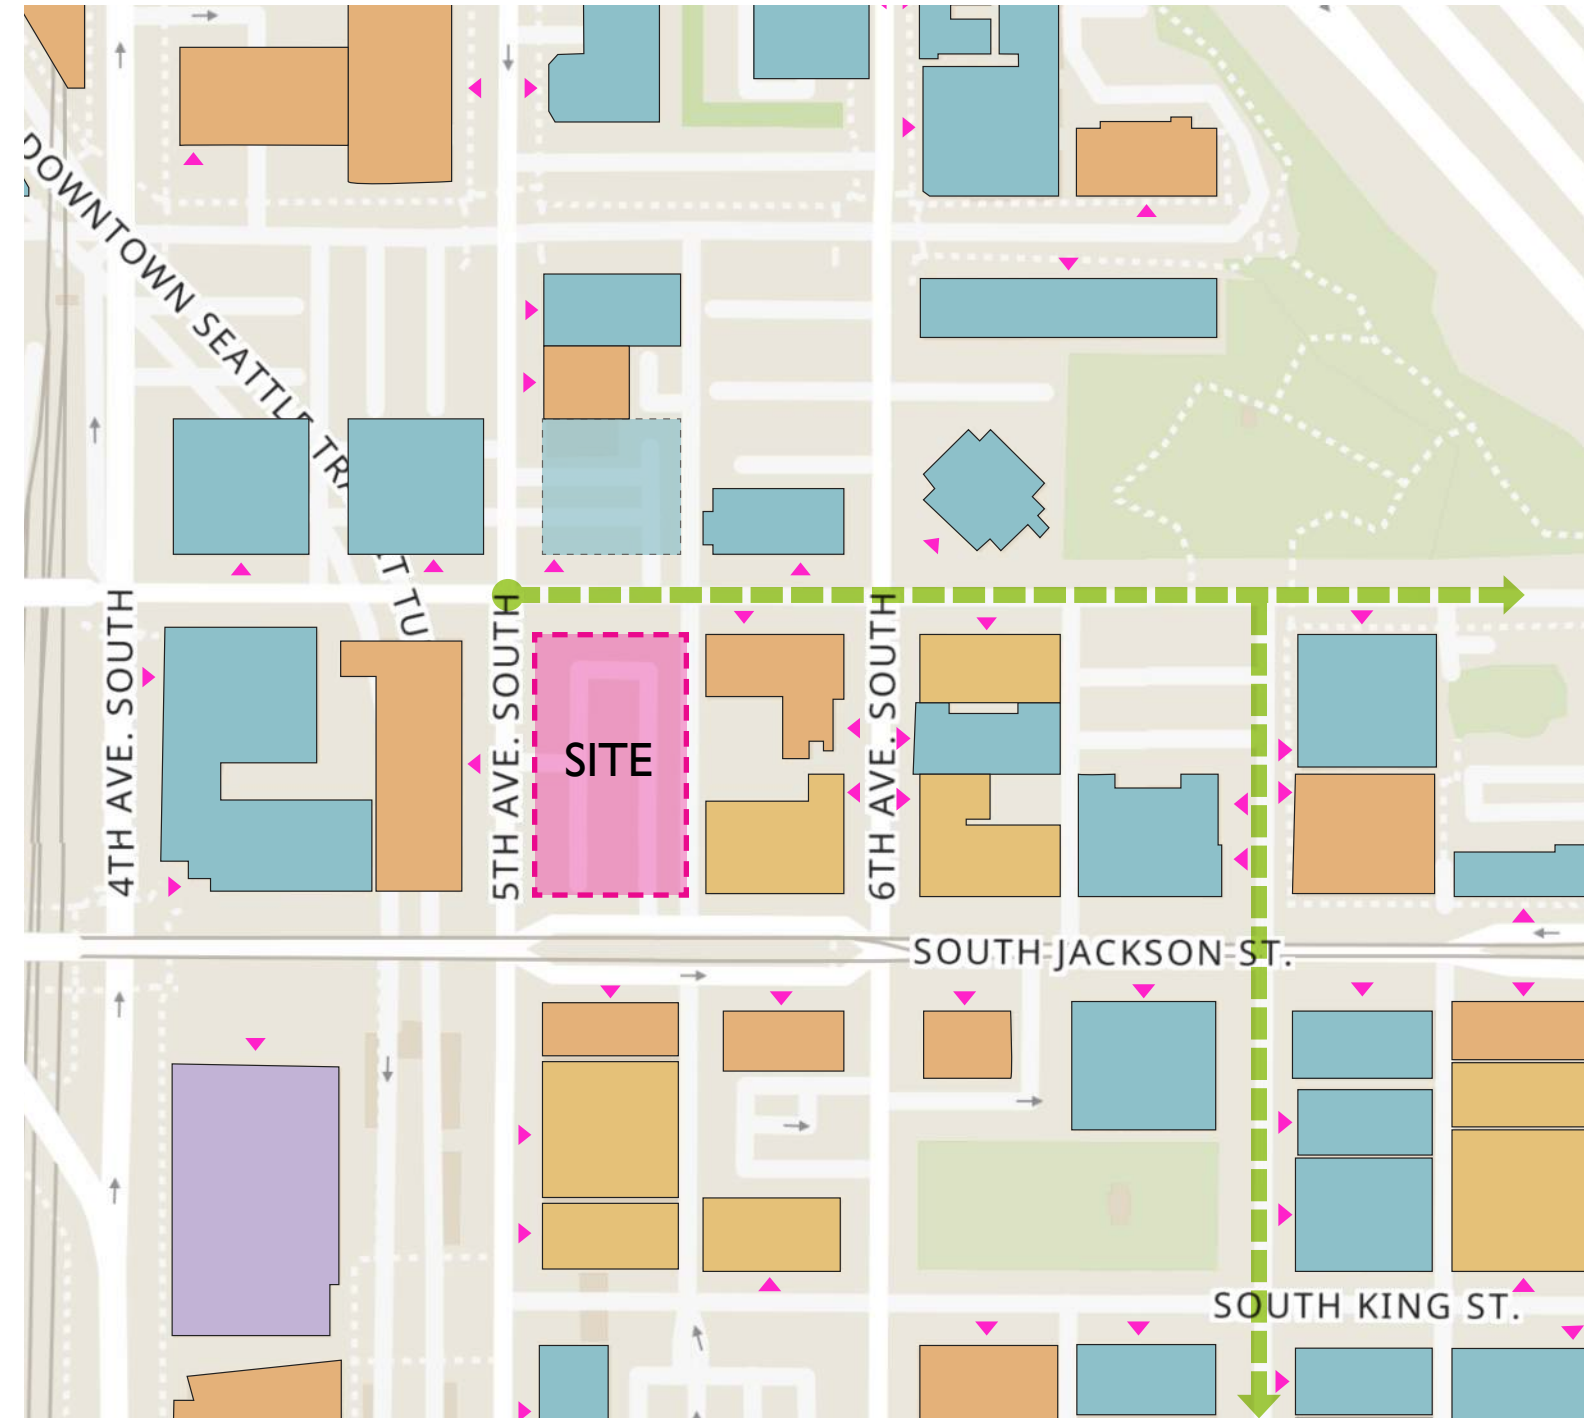 DOWNTOWN SEATTLE TRA
T TU
4TH AVE. SOUTH
5TH AVE. SOUTH
SITE
6TH AVE. SOUTH
SOUTH JACKSON ST.
SOUTH KING ST.